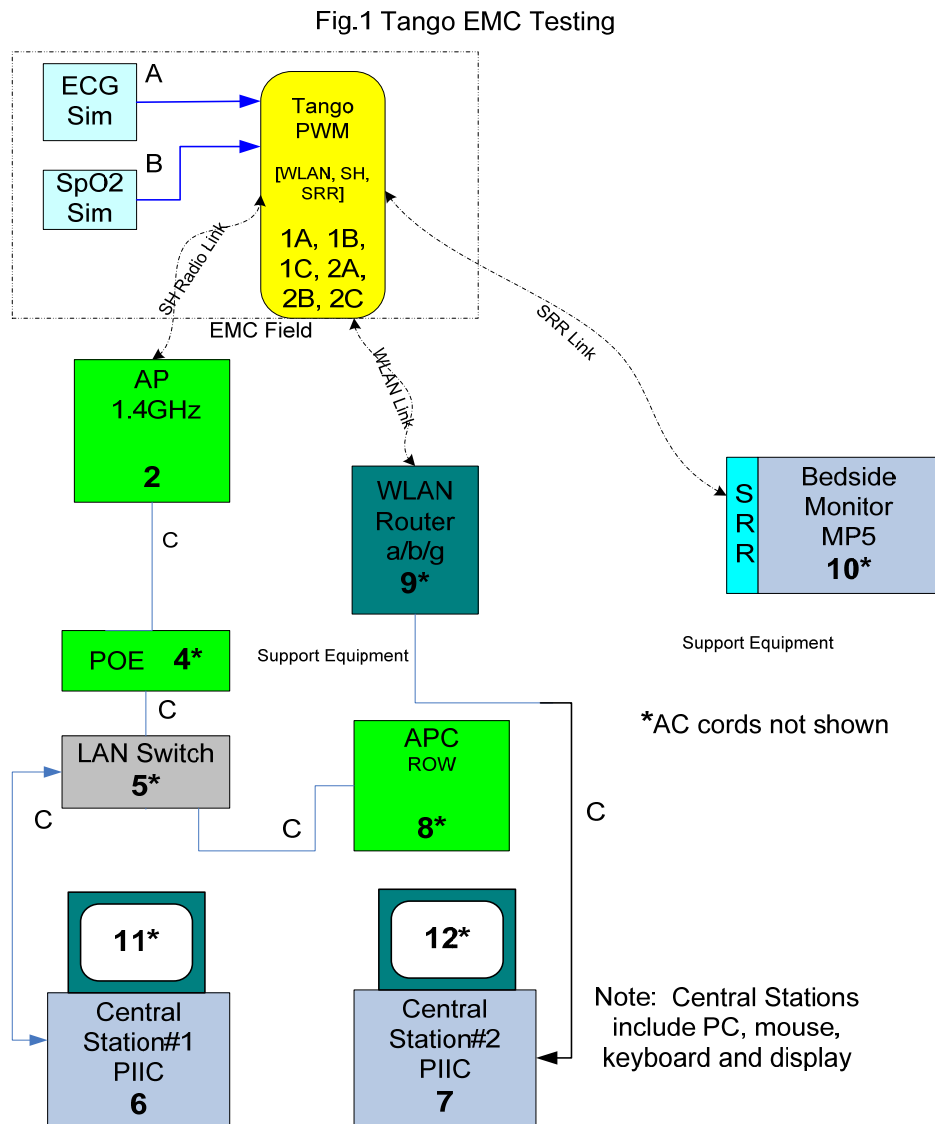 Fig.1 Tango EMC Testing
ECG
Sim
A
SpO2
Sim
B
Tango
PWM
[WLAN, SH,
SRR]
1A, 1B,
1C, 2A,
2B, 2C
EMC Field
SH Radio Link
WLAN Link
SRR Link
AP
1.4GHz
2
C
WLAN
Router
a/b/g
9*
S
R
R
Bedside
Monitor
MP5
10*
POE 4*
Support Equipment
Support Equipment
C
*AC cords not shown
LAN Switch
5*
APC
ROW
8*
C
C
C
11*
12*
Central
Station#1
PIIC
6
Central
Station#2
PIIC
7
Note: Central Stations
include PC, mouse,
keyboard and display